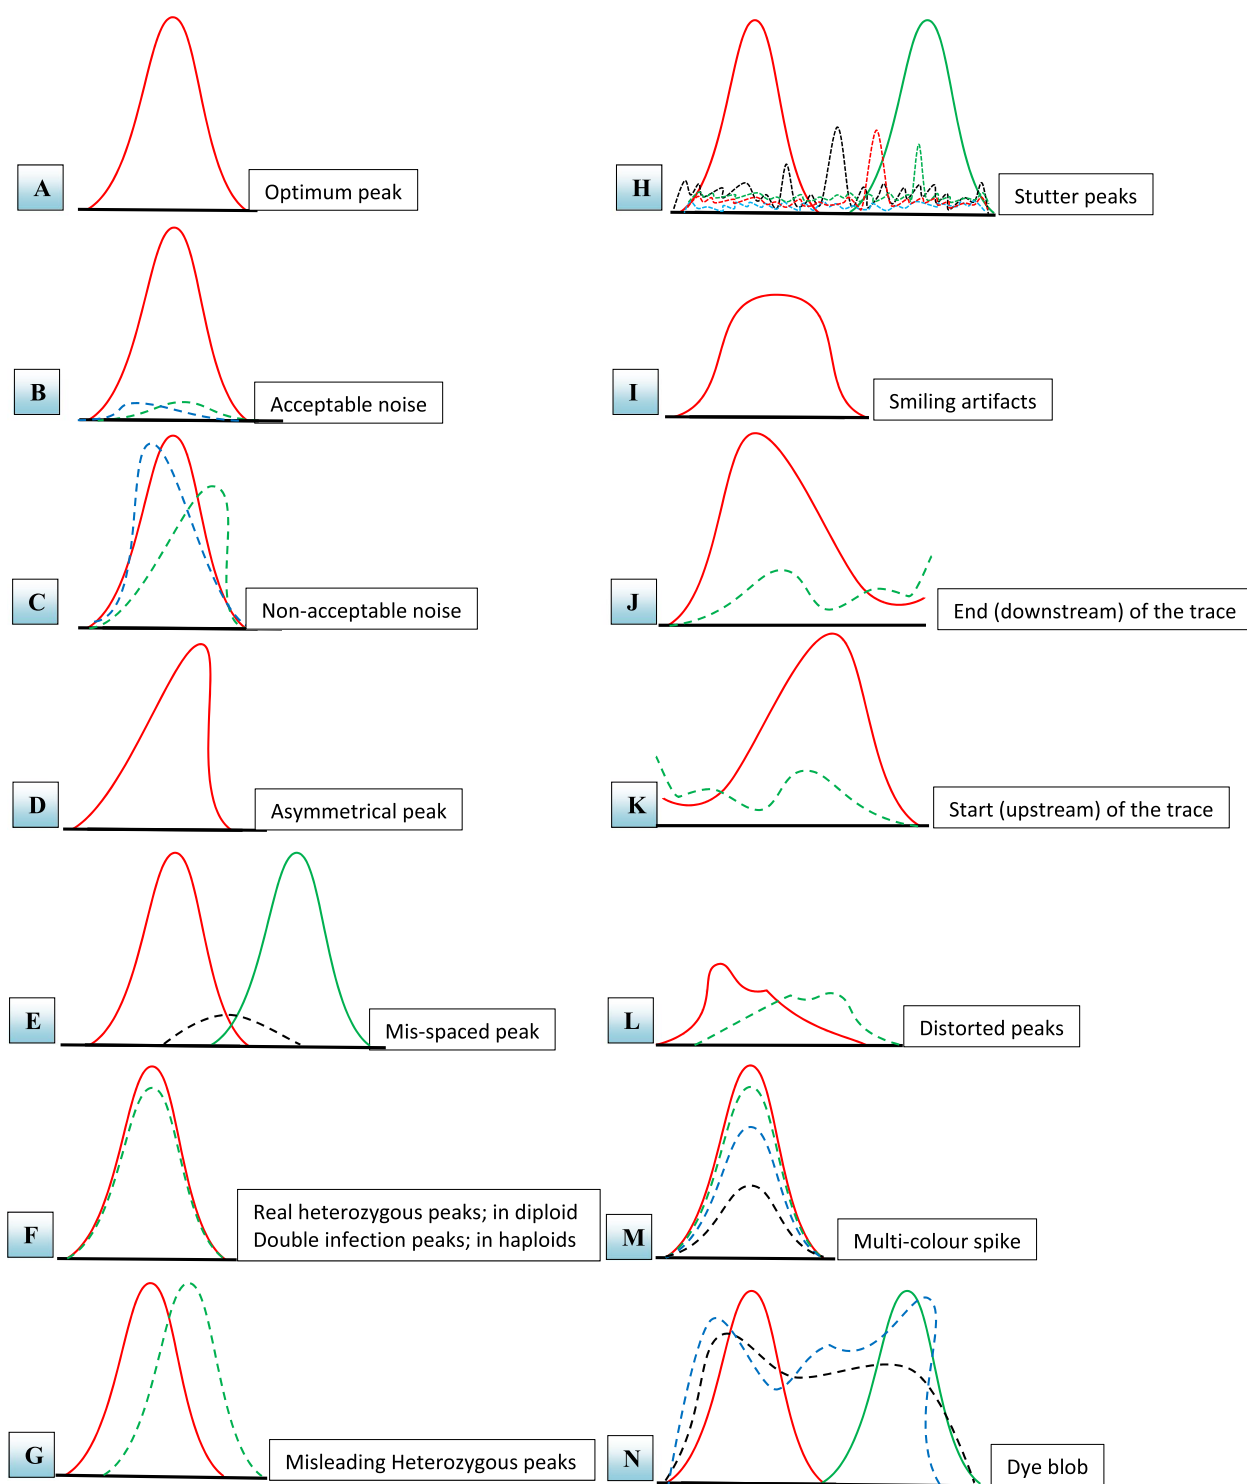 A
Optimum peak
B
Acceptable noise
C
Non-acceptable noise
D
Asymmetrical peak
E
Mis-spaced peak
F
Real heterozygous peaks; in diploid
Double infection peaks; in haploids
G
Misleading Heterozygous peaks
H
Stutter peaks
I
Smiling artifacts
J
End (downstream) of the trace
K
Start (upstream) of the trace
L
Distorted peaks
M
Multi-colour spike
N
Dye blob